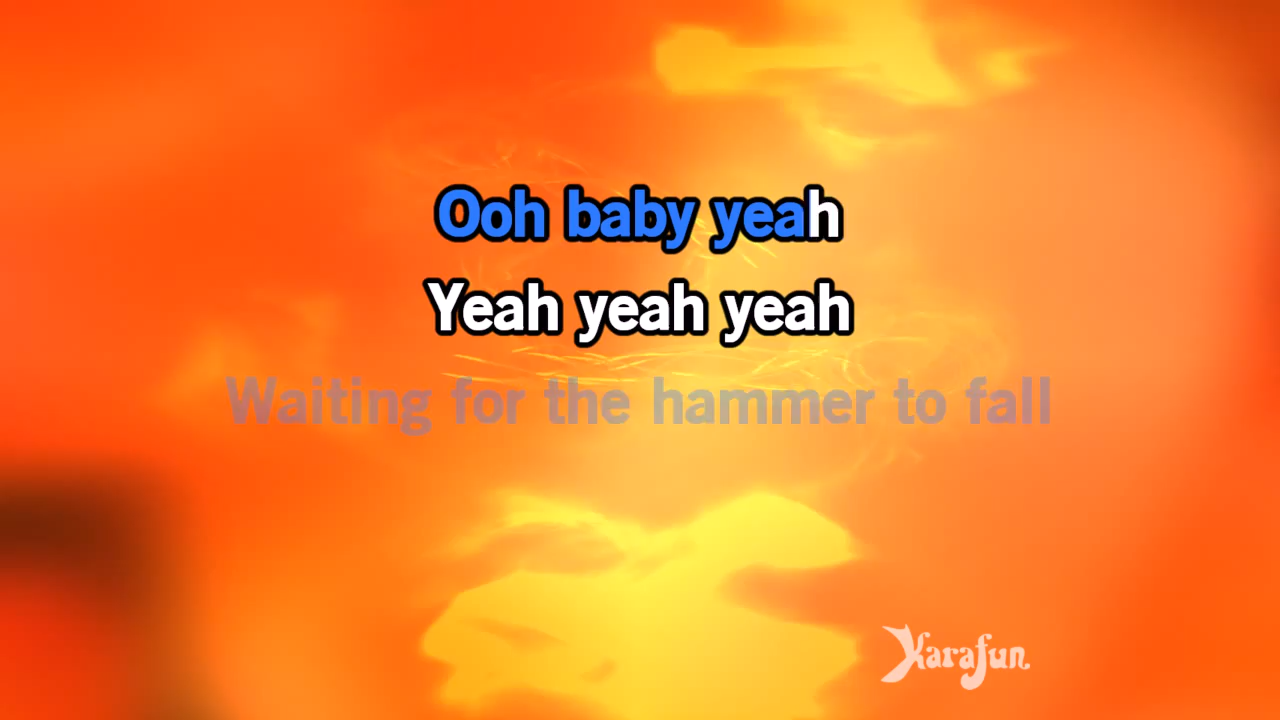 Ooh baby yeah
Yeah yeah yeah
Waiting for the hammer to fall
Karafun